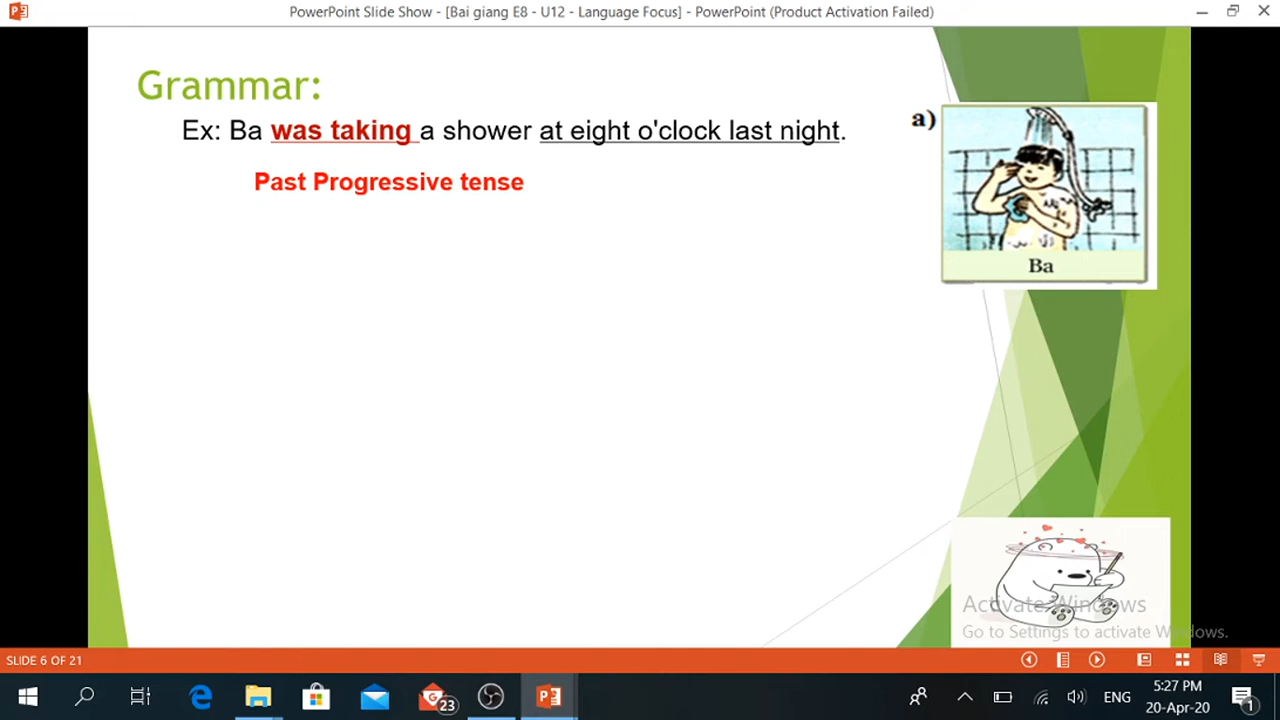 PowerPoint Slide Show - [Bai giang E8 - U12 - Language Focus] - PowerPoint (Product Activation Failed)
Grammar:
Ex: Ba was taking a shower at eight o'clock last night.
a)
Past Progressive tense
Ba
Activate Windows
Go to Settings to activate Windows.
SLIDE 6 OF 21
23
ENG
5:27 PM
20-Apr-20
1